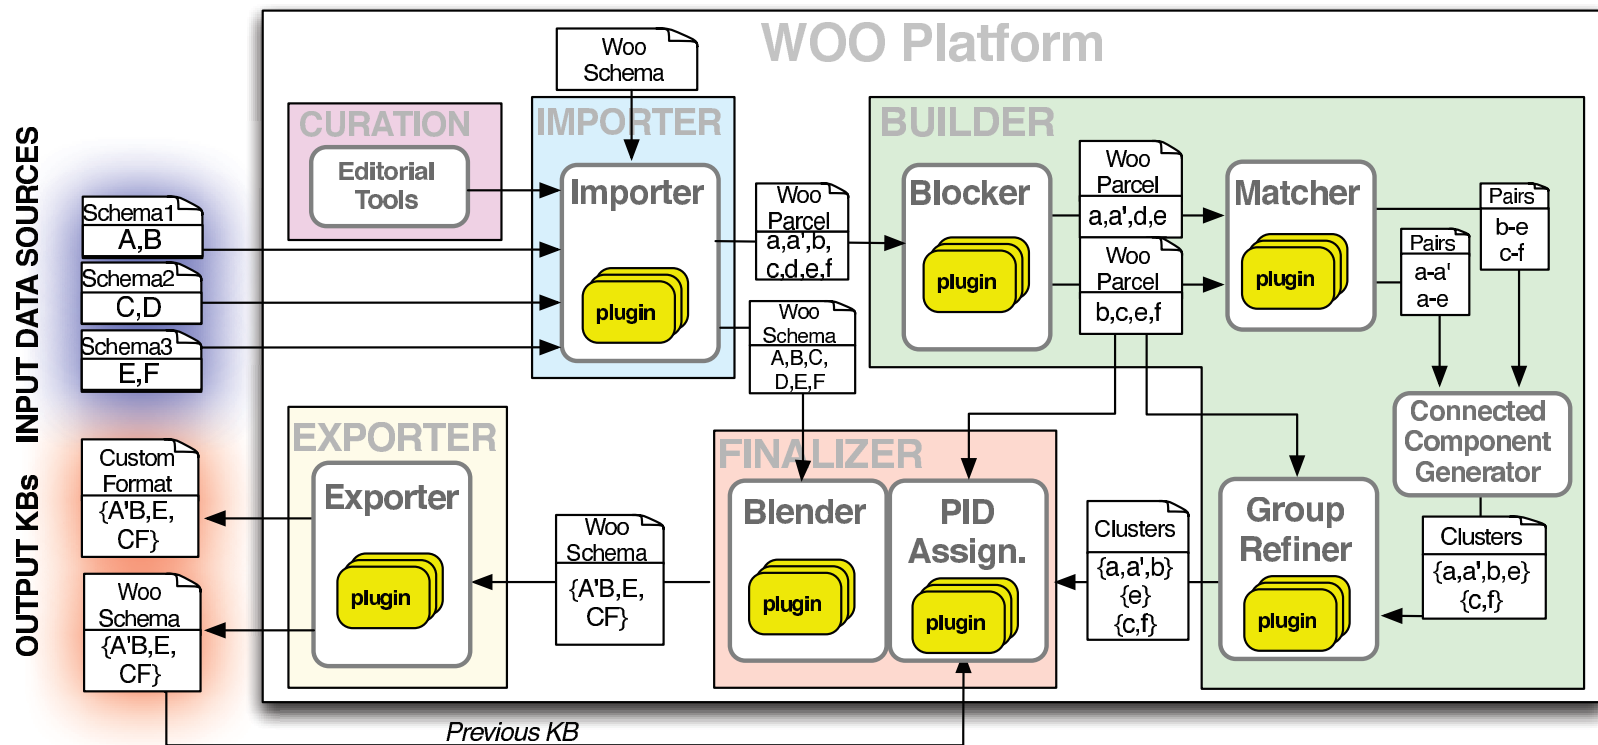 WOO Platform
INPUT DATA SOURCES
OUTPUT KBs
Schema1
A,B
Schema2
C,D
Schema3
E,F
CURATION
Editorial
Tools
Woo
Schema
IMPORTER
Importer
plugin
Woo
Parcel
a,a',b,
c,d,e,f
Woo
Schema
A,B,C,
D,E,F
BUILDER
Blocker
plugin
Woo
Parcel
a,a',d,e
Woo
Parcel
b,c,e,f
Matcher
plugin
Pairs
b-e
c-f
Pairs
a-a'
a-e
Connected
Component
Generator
Clusters
{a,a',b,e}
{c,f}
Group
Refiner
plugin
Clusters
{a,a',b}
{e}
{c,f}
FINALIZER
Blender
plugin
PID
Assign.
plugin
Woo
Schema
{A'B,E,
CF}
EXPORTER
Exporter
plugin
Custom
Format
{A'B,E,
CF}
Woo
Schema
{A'B,E,
CF}
Previous KB